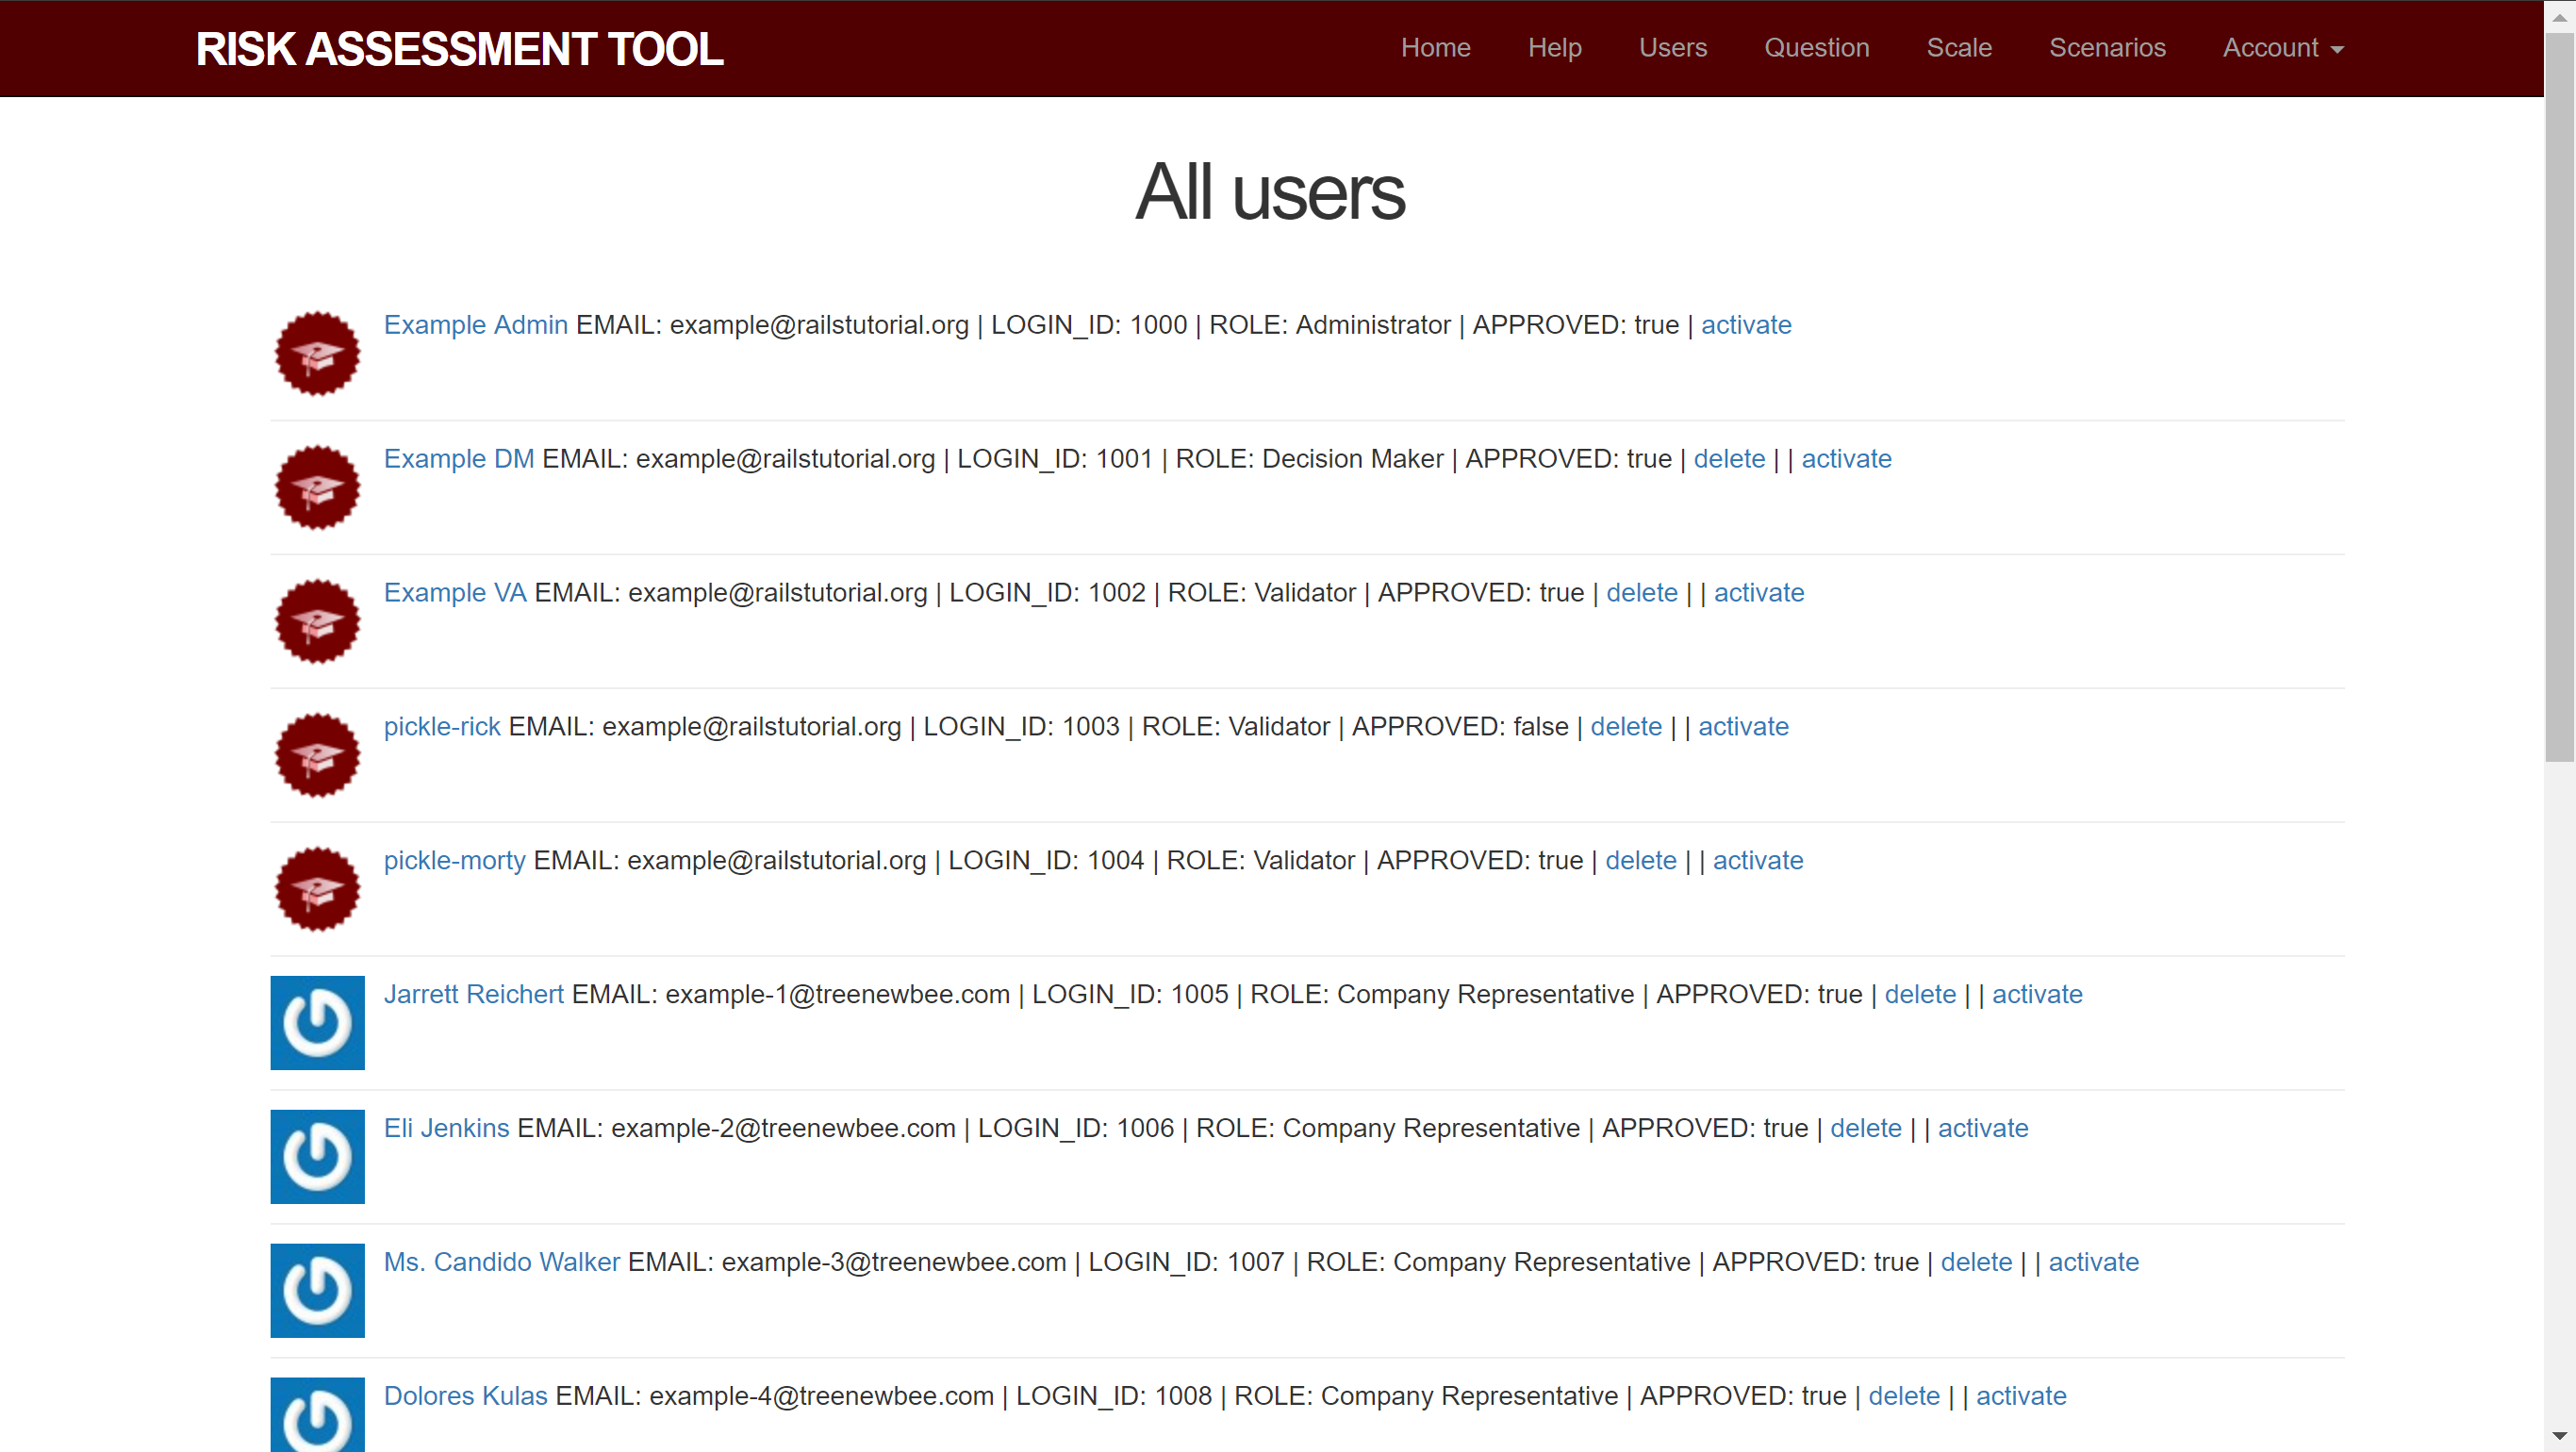 RISK ASSESSMENT TOOL
Home Help Users Question Scale Scenarios Account
All users
Example Admin EMAIL: example@railstutorial.org | LOGIN_ID: 1000 | ROLE: Administrator | APPROVED: true | activate
Example DM EMAIL: example@railstutorial.org | LOGIN_ID: 1001 | ROLE: Decision Maker | APPROVED: true | delete | | activate
Example VA EMAIL: example@railstutorial.org | LOGIN_ID: 1002 | ROLE: Validator | APPROVED: true | delete | | activate
pickle-rick EMAIL: example@railstutorial.org | LOGIN_ID: 1003 | ROLE: Validator | APPROVED: false | delete | | activate
pickle-morty EMAIL: example@railstutorial.org | LOGIN_ID: 1004 | ROLE: Validator | APPROVED: true | delete | | activate
Jarrett Reichert EMAIL: example-1@treenewbee.com | LOGIN_ID: 1005 | ROLE: Company Representative | APPROVED: true | delete | | activate
Eli Jenkins EMAIL: example-2@treenewbee.com | LOGIN_ID: 1006 | ROLE: Company Representative | APPROVED: true | delete | | activate
Ms. Candido Walker EMAIL: example-3@treenewbee.com | LOGIN_ID: 1007 | ROLE: Company Representative | APPROVED: true | delete | | activate
Dolores Kulas EMAIL: example-4@treenewbee.com | LOGIN_ID: 1008 | ROLE: Company Representative | APPROVED: true | delete | | activate